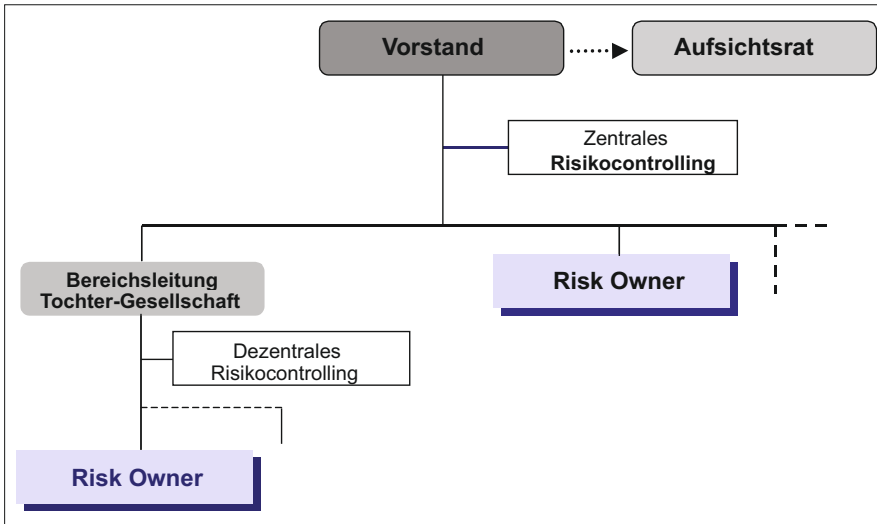 Vorstand
Aufsichtsrat
Zentrales
Risikocontrolling
Bereichsleitung
Tochter-Gesellschaft
Risk Owner
Dezentrales
Risikocontrolling
Risk Owner